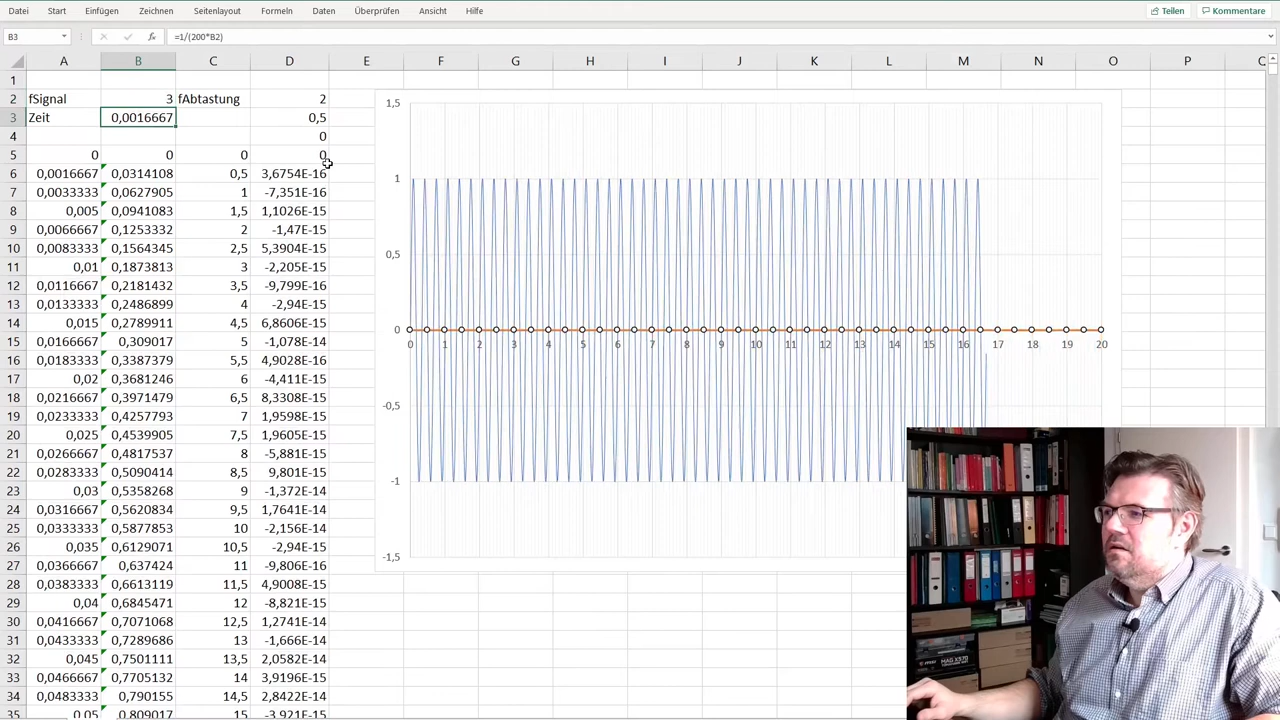 Datei Start Einfügen Zeichnen Seitenlayout Formeln Daten Überprüfen Ansicht Hilfe Teilen Kommentare
B3 fx =1/(200*B2)
A B C D E F G H I J K L M N O P
1
2 fSignal 3 fAbtastung 2
3 Zeit 0,0016667 0,5
4 0
5 0 0 0 0
6 0,0016667 0,0314108 0,5 3,6754E-16
7 0,0033333 0,0627905 1 -7,351E-16
8 0,005 0,0941083 1,5 1,1026E-15
9 0,0066667 0,1253332 2 -1,47E-15
10 0,0083333 0,1564345 2,5 5,3904E-15
11 0,01 0,1873813 3 -2,205E-15
12 0,0116667 0,2181432 3,5 -9,799E-16
13 0,0133333 0,2486899 4 -2,94E-15
14 0,015 0,2789911 4,5 6,8606E-15
15 0,0166667 0,309017 5 -1,078E-14
16 0,0183333 0,3387379 5,5 4,9028E-16
17 0,02 0,3681246 6 -4,411E-15
18 0,0216667 0,3971479 6,5 8,3308E-15
19 0,0233333 0,4257793 7 1,9598E-15
20 0,025 0,4539905 7,5 1,9605E-15
21 0,0266667 0,4817537 8 -5,881E-15
22 0,0283333 0,5090414 8,5 9,801E-15
23 0,03 0,5358268 9 -1,372E-14
24 0,0316667 0,5620834 9,5 1,7641E-14
25 0,0333333 0,5877853 10 -2,156E-14
26 0,035 0,6129071 10,5 -2,94E-15
27 0,0366667 0,637424 11 -9,806E-16
28 0,0383333 0,6613119 11,5 4,9008E-15
29 0,04 0,6845471 12 -8,821E-15
30 0,0416667 0,7071068 12,5 1,2741E-14
31 0,0433333 0,7289686 13 -1,666E-14
32 0,045 0,7501111 13,5 2,0582E-14
33 0,0466667 0,7705132 14 3,9196E-15
34 0,0483333 0,790155 14,5 2,8422E-14
35 0,05 0,809017 15 -3,921E-15
1,5
1
0,5
0
0 1 2 3 4 5 6 7 8 9 10 11 12 13 14 15 16 17 18 19 20
-0,5
-1
-1,5